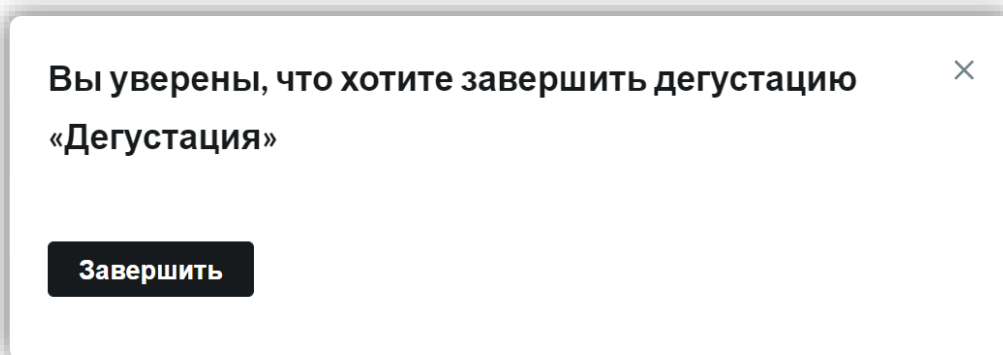 Вы уверены, что хотите завершить дегустацию
«Дегустация»
Завершить